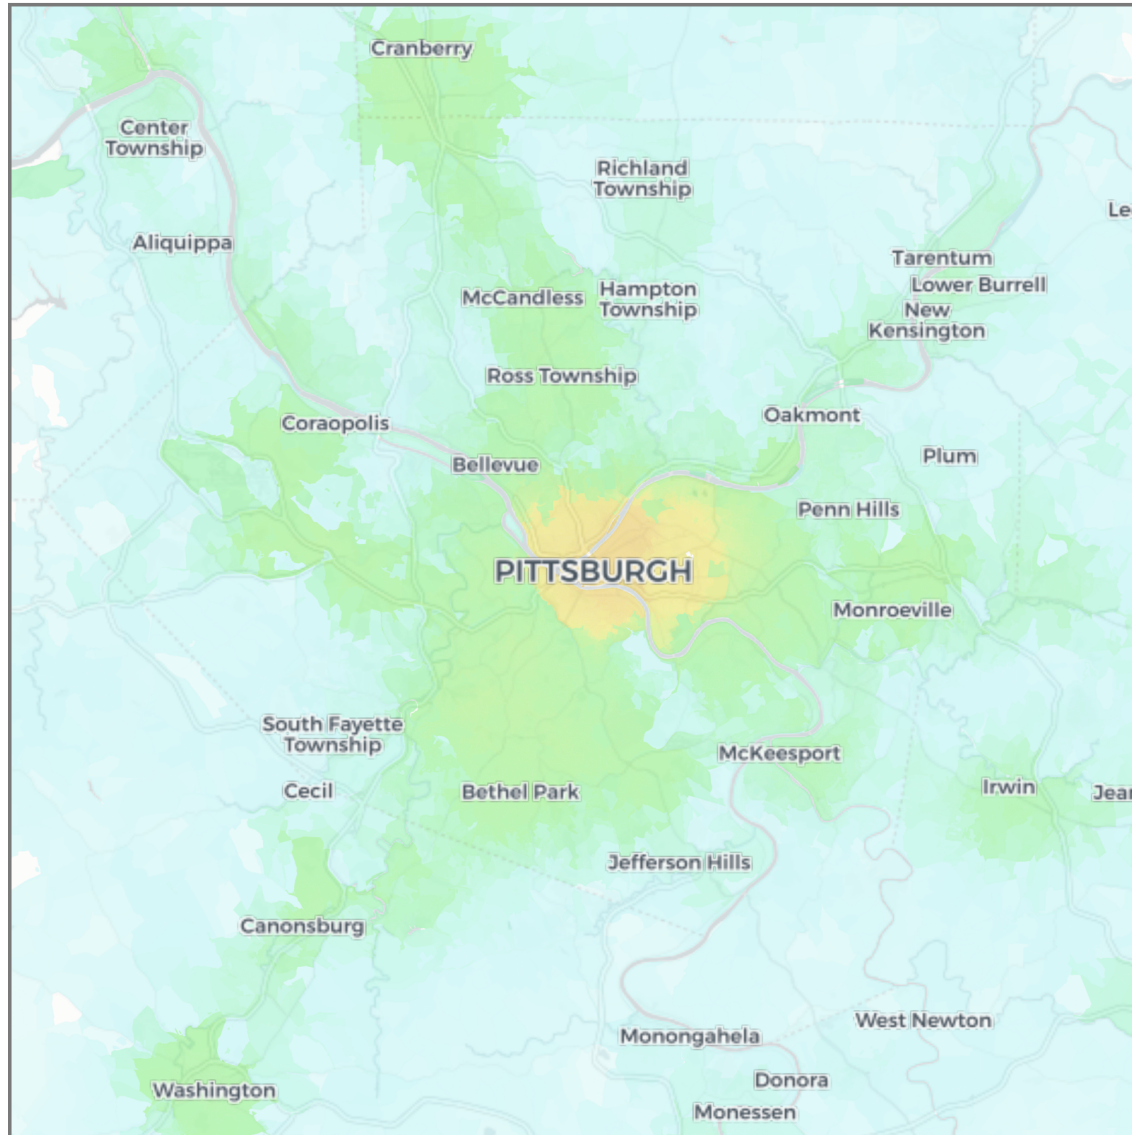 Cranberry
Center
Township
Richland
Township
Aliquippa
Tarentum
Lower Burrell
McCandless
Hampton
Township
New
Kensington
Ross Township
Coraopolis
Oakmont
Bellevue
Plum
Penn Hills
PITTSBURGH
Monroeville
South Fayette
Township
McKeesport
Cecil
Bethel Park
Irwin
Jefferson Hills
Canonsburg
West Newton
Monongahela
Washington
Donora
Monessen